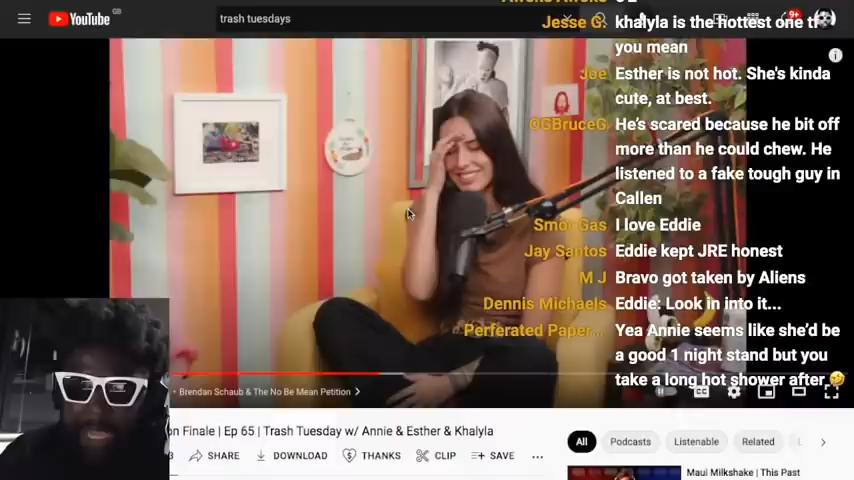 YouTube GB
trash tuesdays
9+
Jesse G. khalyla is the hottest one
you mean
Joe Esther is not hot. She's kinda
cute, at best.
OGBruceG He's scared because he bit off
more than he could chew. He
listened to a fake tough guy in
Callen
I love Eddie
Jay Santos Eddie kept JRE honest
M J Bravo got taken by Aliens
Dennis Michaels Eddie: Look in into it...
Perferated Paper... Yea Annie seems like she'd be
a good 1 night stand but you
take a long hot shower after🤣
• Brendan Schaub & The No Be Mean Petition >
on Finale | Ep 65 | Trash Tuesday w/ Annie & Esther & Khalyla
3 SHARE DOWNLOAD THANKS CLIP SAVE ...
All Podcasts Listenable Related
Maui Milkshake | This Past